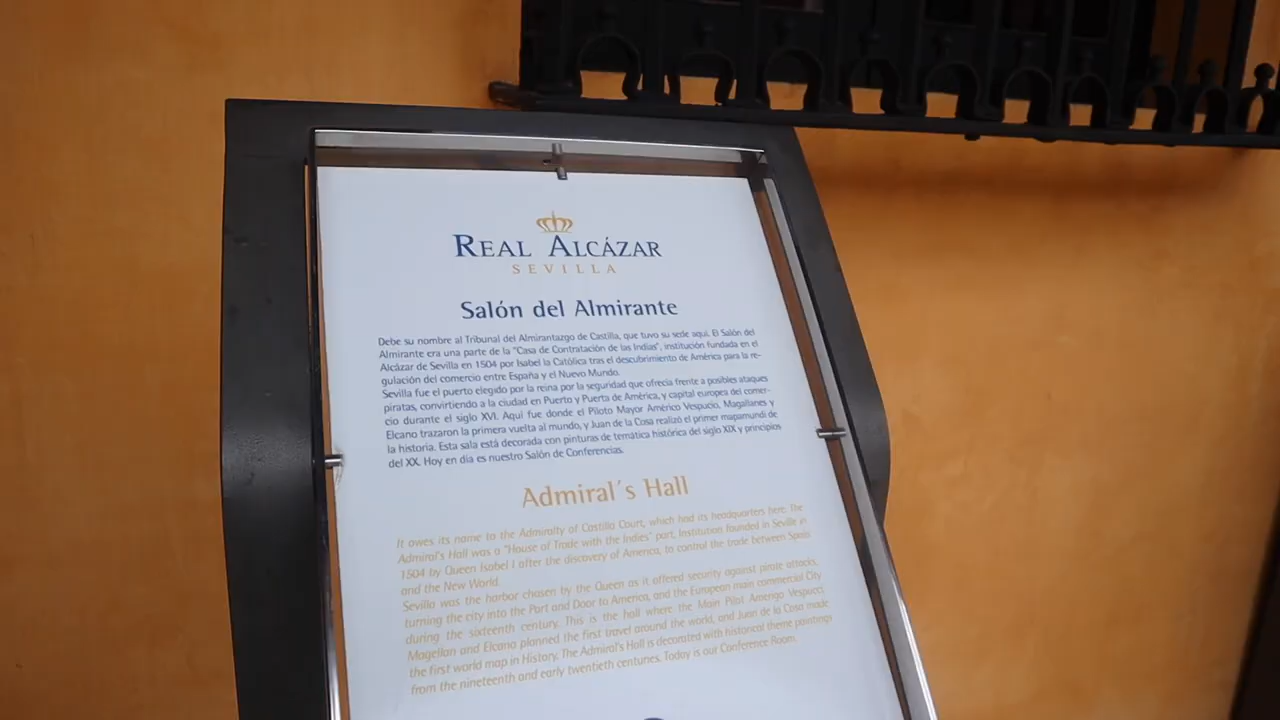 REAL ALCÁZAR
SEVILLA
Salón del Almirante
Debe su nombre al Tribunal del Almirantazgo de Castilla, que tuvo su sede aquí. El Salón del
Almirante era una parte de la "Casa de Contratación de las Indias", institución fundada en el
Alcázar de Sevilla en 1504 por Isabel la Católica tras el descubrimiento de América para la re-
gulación del comercio entre España y el Nuevo Mundo.
Sevilla fue el puerto elegido por la reina por la seguridad que ofrecía frente a posibles ataques
piratas, convirtiendo a la ciudad en Puerto y Puerta de América, y capital europea del comer-
cio durante el siglo XVI. Aquí fue donde el Piloto Mayor Américo Vespucio, Magallanes y
Elcano trazaron la primera vuelta al mundo, y Juan de la Cosa realizó el primer mapamundi de
la historia. Esta sala está decorada con pinturas de temática histórica del siglo XIX y principios
del XX. Hoy en día es nuestro Salón de Conferencias.
Admiral's Hall
It owes its name to the Admiralty of Castilla Court, which had its headquarters here. The
Admiral's Hall was a "House of Trade with the Indies" part, Institution founded in Seville in
1504 by Queen Isabel I after the discovery of America, to control the trade between Spain
and the New World.
Sevilla was the harbor chosen by the Queen as it offered security against pirate attacks,
turning the city into the Port and Door to America, and the European main commercial City
during the sixteenth century. This is the hall where the Main Pilot Amerigo Vespucci,
Magellan and Elcano planned the first travel around the world, and Juan de la Cosa made
the first world map in History. The Admiral's Hall is decorated with historical theme paintings
from the nineteenth and early twentieth centuries. Today is our Conference Room.